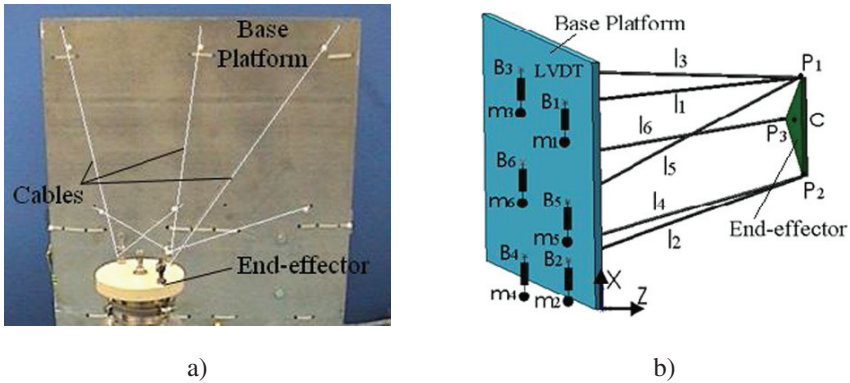 Base
Platform
Cables
End-effector
a)
Base Platform
B3
LVDT
l3
P1
B1
m3
l1
m1
l6
P3
C
B6
l5
m6
B5
l4
P2
m5
l2
End-effector
B4
B2
X
m4
m2
Z
b)